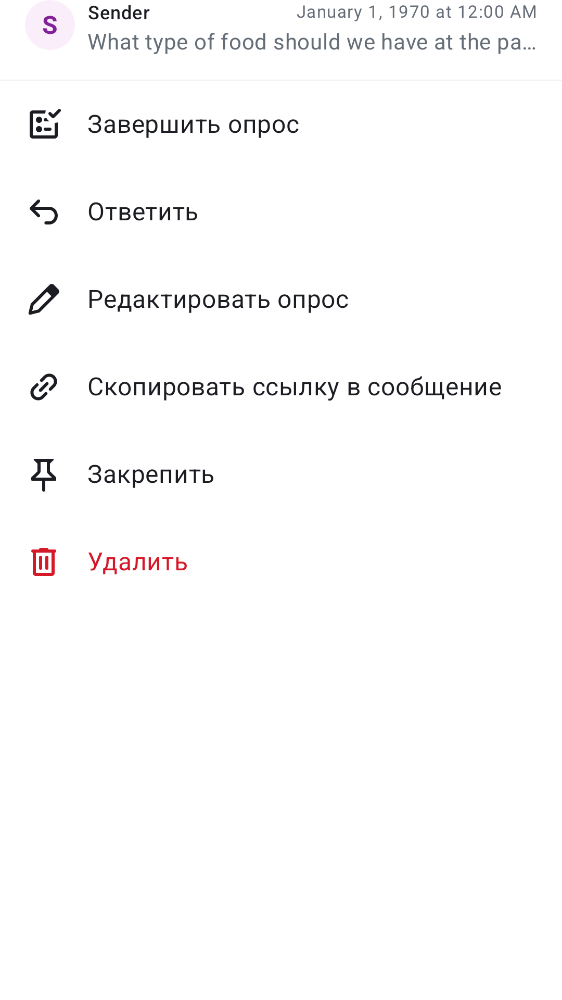 S
Sender
January 1, 1970 at 12:00 AM
What type of food should we have at the pa…
Завершить опрос
Ответить
Редактировать опрос
Скопировать ссылку в сообщение
Закрепить
Удалить